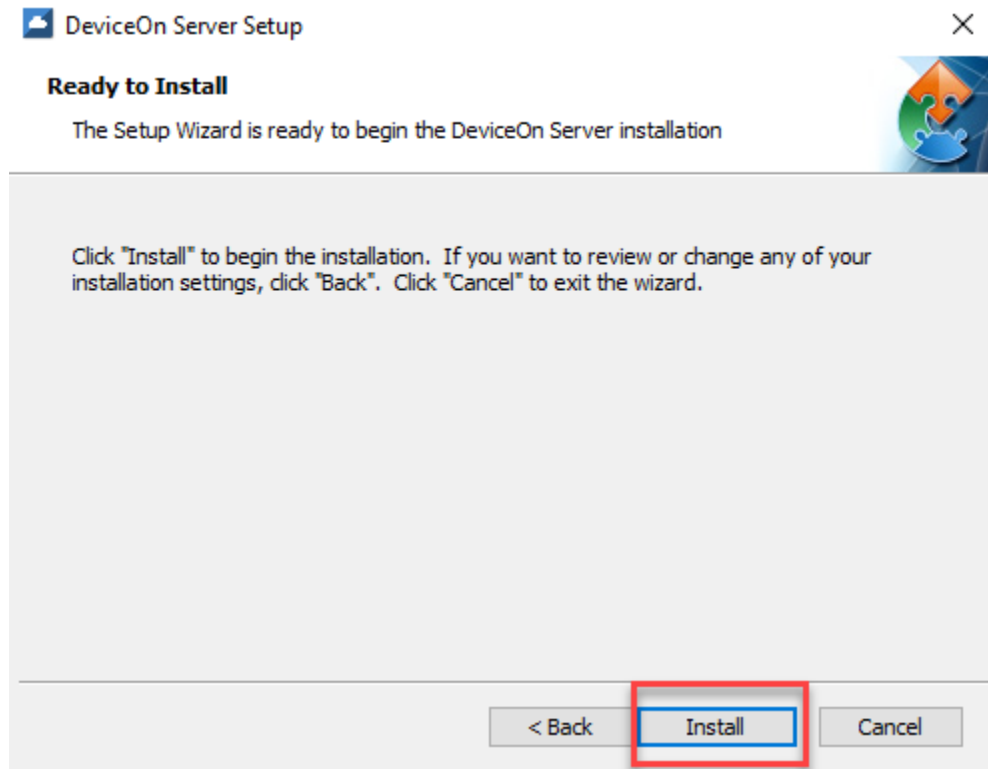 DeviceOn Server Setup
Ready to Install
The Setup Wizard is ready to begin the DeviceOn Server installation
Click "Install" to begin the installation.  If you want to review or change any of your
installation settings, click "Back".  Click "Cancel" to exit the wizard.
< Back
Install
Cancel